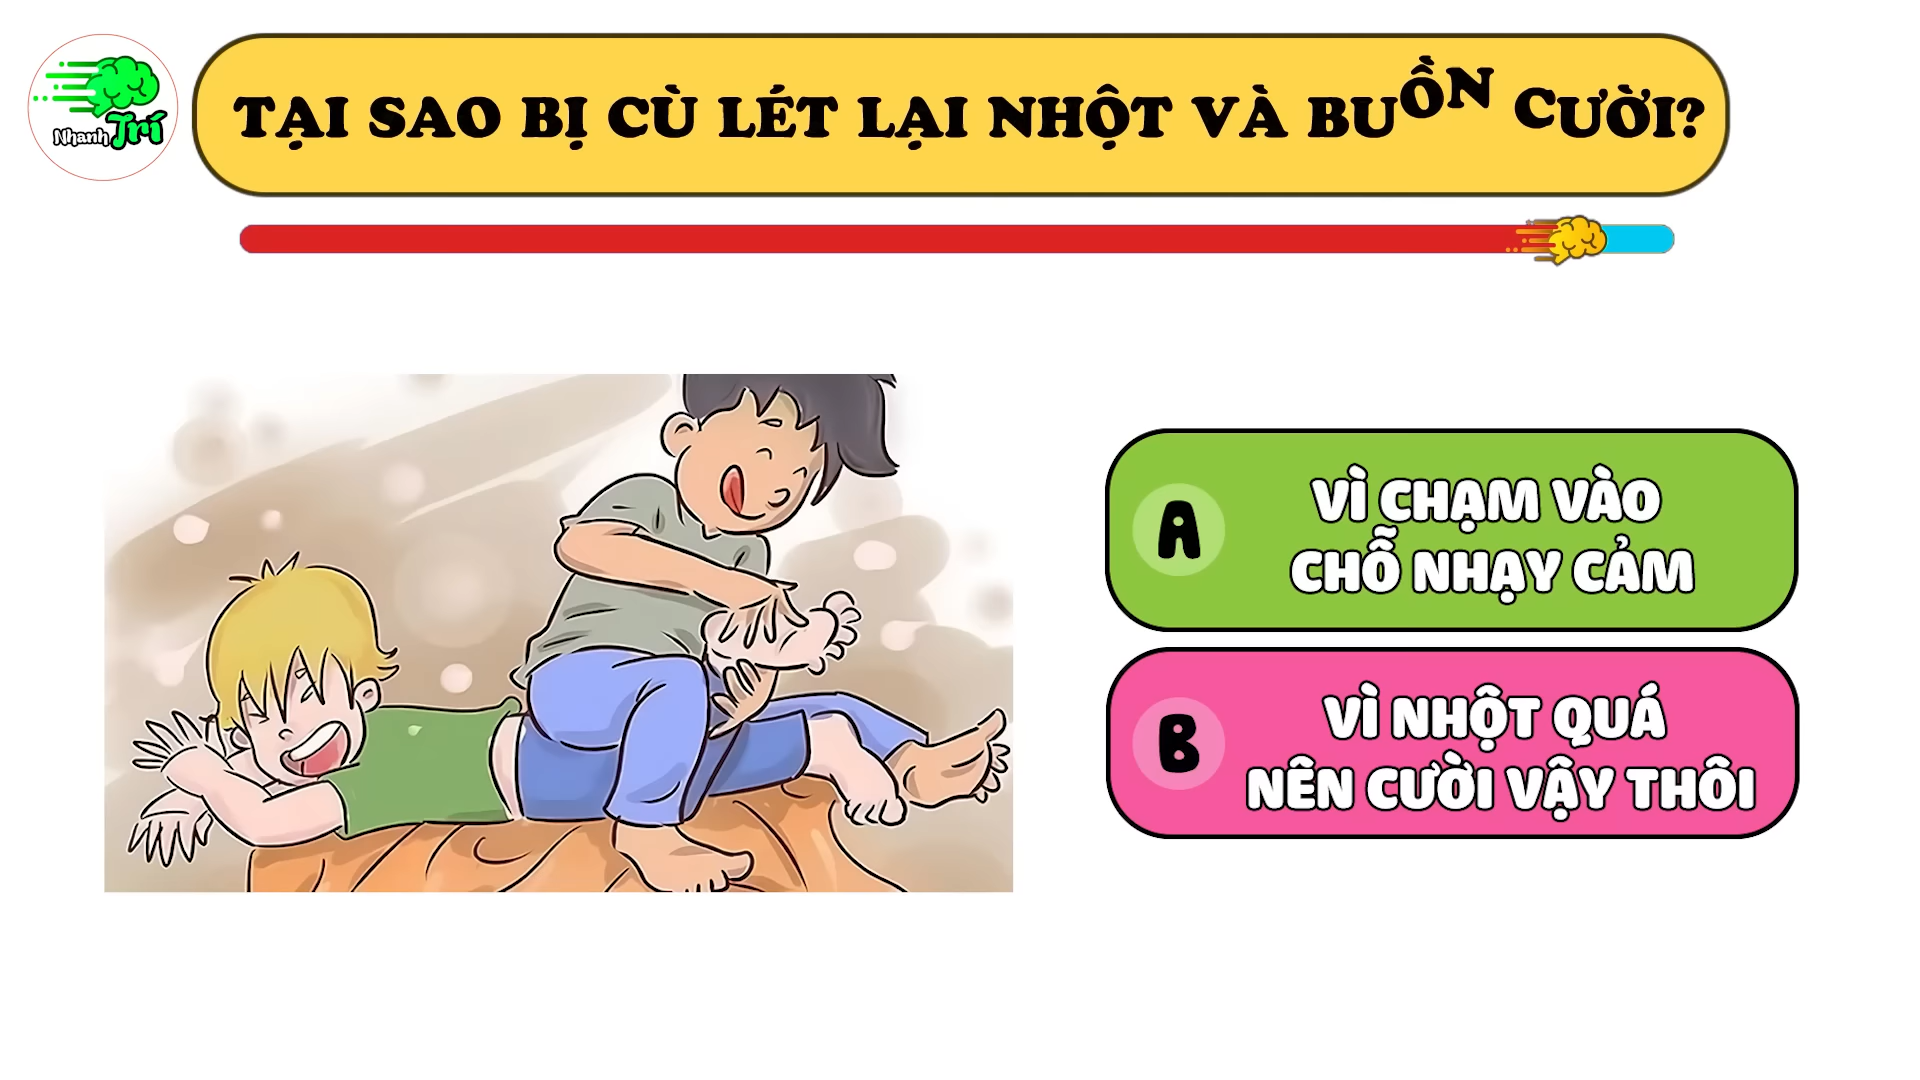 Nhanh Trí
TẠI SAO BỊ CÙ LÉT LẠI NHỘT VÀ BUỒN CƯỜI?
A
VÌ CHẠM VÀO
CHỖ NHẠY CẢM
B
VÌ NHỘT QUÁ
NÊN CƯỜI VẬY THÔI